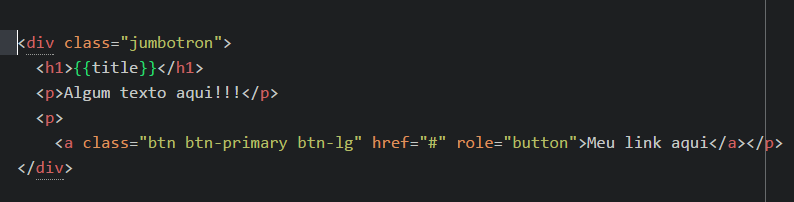 <div class="jumbotron">
<h1>{{title}}</h1>
<p>Algum texto aqui!!!</p>
<p>
<a class="btn btn-primary btn-lg" href="#" role="button">Meu link aqui</a></p>
</div>